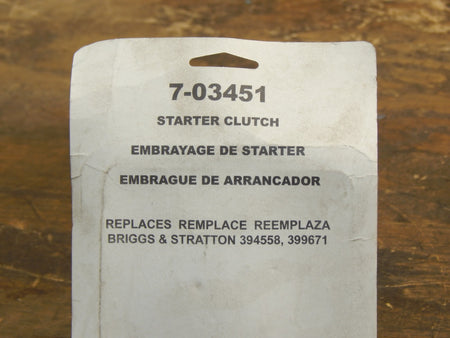 7-03451
STARTER CLUTCH
EMBRAYAGE DE STARTER
EMBRAGUE DE ARRANCADOR
REPLACES REMPLACE REEMPLAZA
BRIGGS & STRATTON 394558, 399671